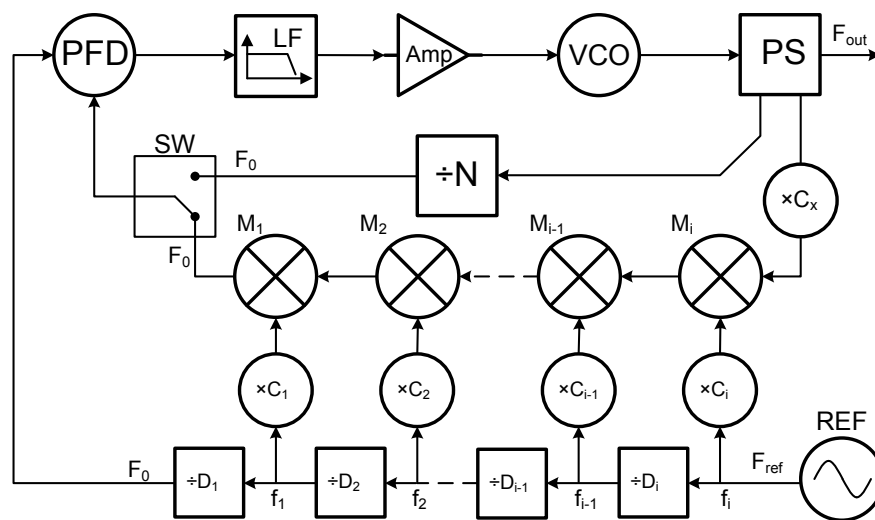 PFD
LF
Amp
VCO
PS
F_out
SW
F_0
÷N
×C_x
F_0
M_1
M_2
M_i-1
M_i
×C_1
×C_2
×C_i-1
×C_i
REF
F_0
÷D_1
f_1
÷D_2
f_2
÷D_i-1
f_i-1
÷D_i
f_i
F_ref